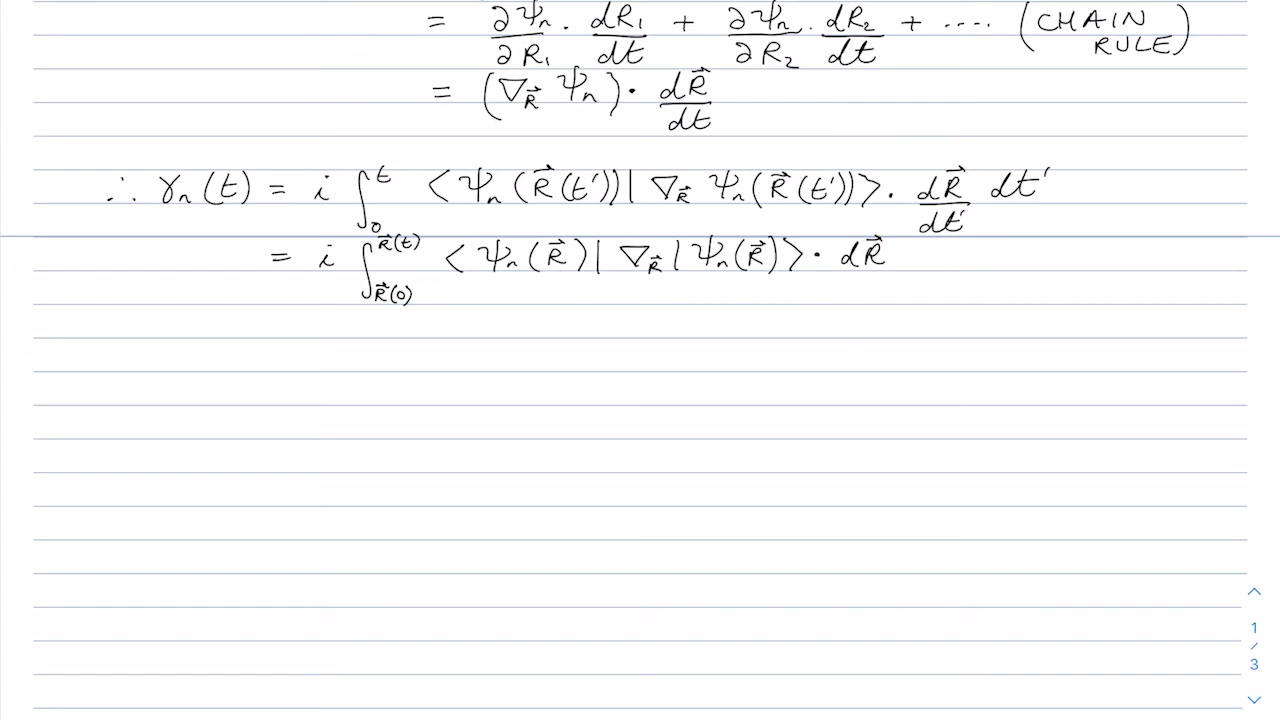 = ∂Ψₙ/∂R₁ · dR₁/dt + ∂Ψₙ/∂R₂ · dR₂/dt + .... (CHAIN RULE)
= (∇_R⃗ Ψₙ) · dR⃗/dt
∴ γₙ(t) = i ∫₀ᵗ <Ψₙ(R⃗(t'))| ∇_R⃗ Ψₙ(R⃗(t'))> · dR⃗/dt' dt'
= i ∫_R⃗(0)^R⃗(t) <Ψₙ(R⃗)| ∇_R⃗ |Ψₙ(R⃗)> · dR⃗
1
/
3